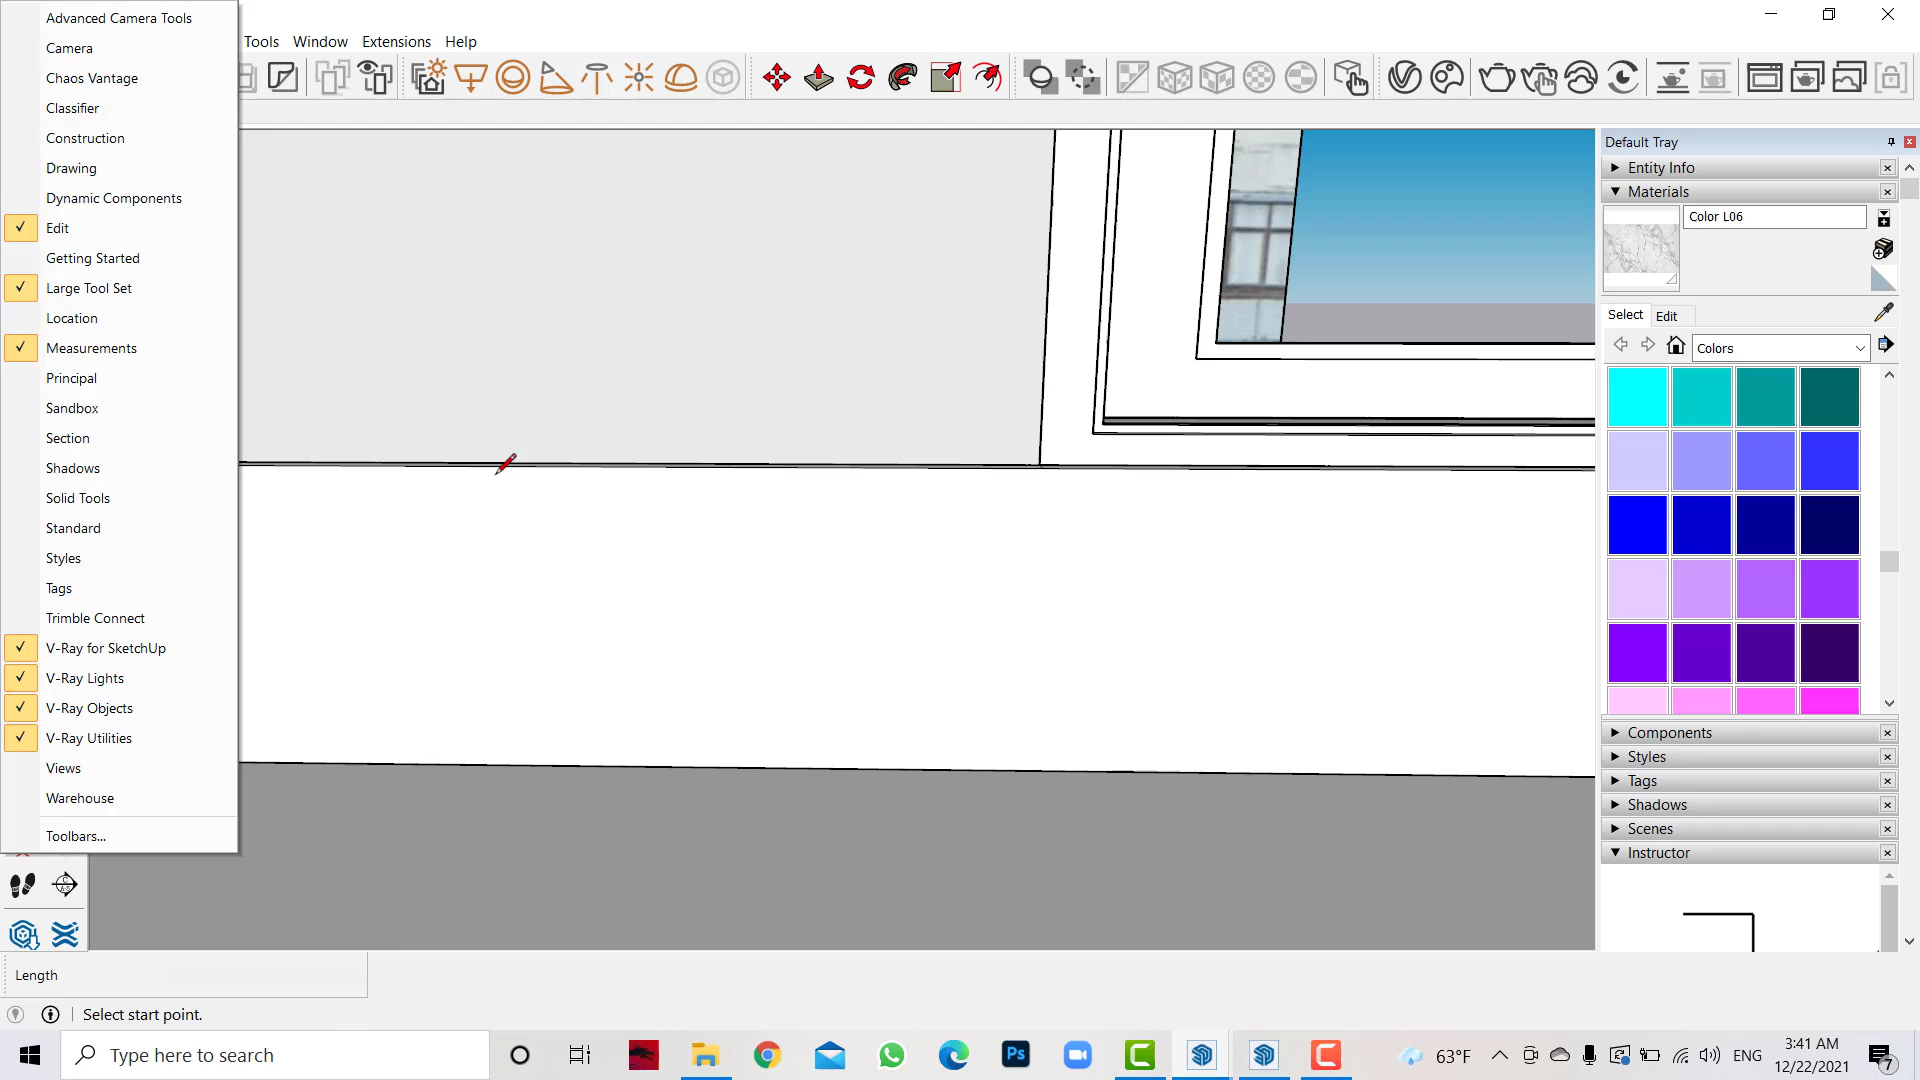 Advanced Camera Tools
Camera
Chaos Vantage
Classifier
Construction
Drawing
Dynamic Components
Edit
Getting Started
Large Tool Set
Location
Measurements
Principal
Sandbox
Section
Shadows
Solid Tools
Standard
Styles
Tags
Trimble Connect
V-Ray for SketchUp
V-Ray Lights
V-Ray Objects
V-Ray Utilities
Views
Warehouse
Toolbars...
Tools Window Extensions Help
Default Tray
Entity Info
Materials
Color L06
Select Edit
Colors
Components
Styles
Tags
Shadows
Scenes
Instructor
Length
Select start point.
Type here to search
Ps
63°F
ENG
3:41 AM
12/22/2021
7